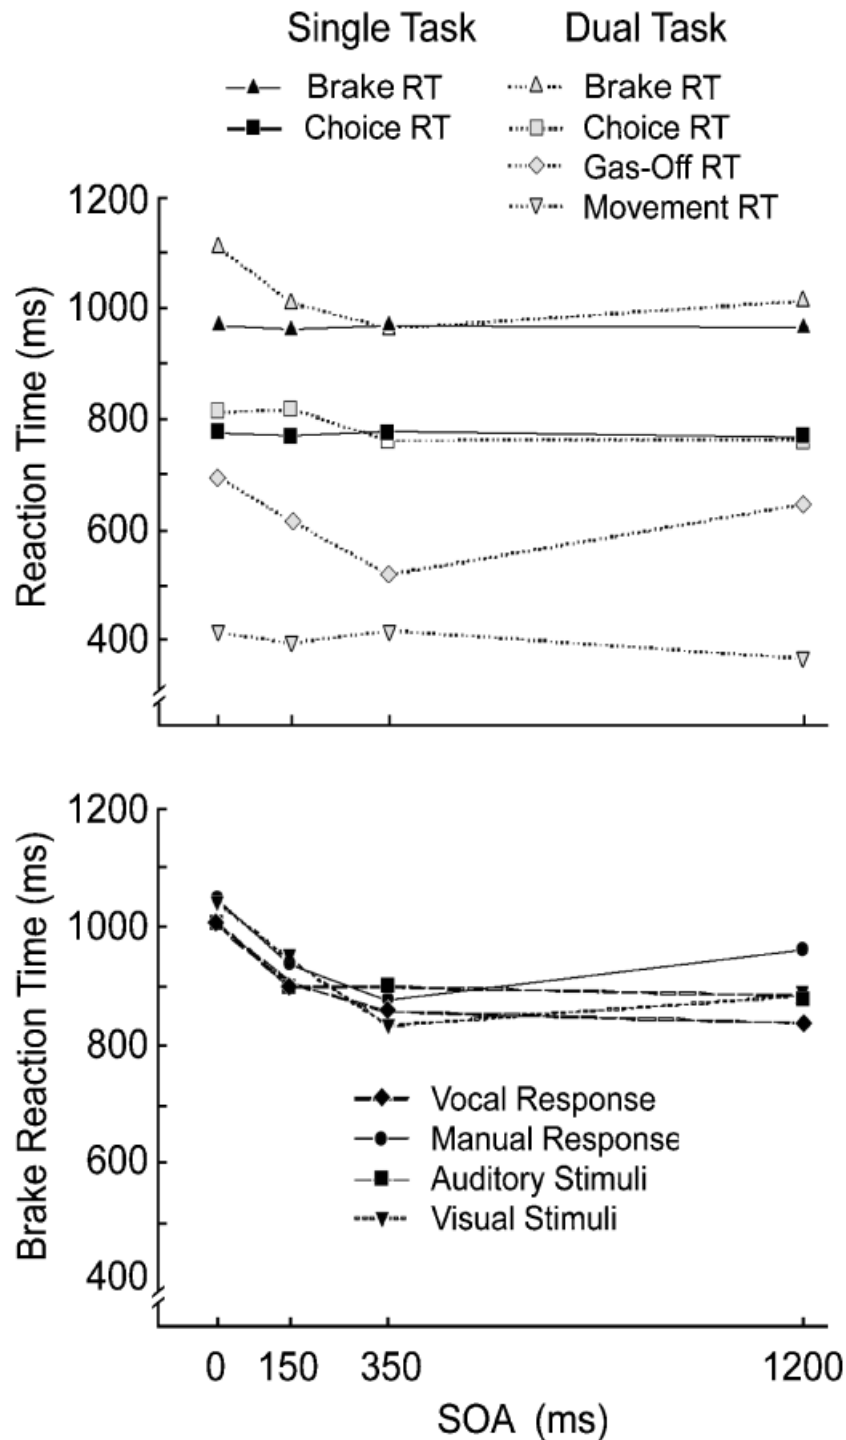 Single Task Dual Task
Brake RT Brake RT
Choice RT Choice RT
Gas-Off RT
Movement RT
1200
1000
800
600
400
Reaction Time (ms)
1200
1000
800
600
400
Brake Reaction Time (ms)
Vocal Response
Manual Response
Auditory Stimuli
Visual Stimuli
0 150 350 1200
SOA (ms)